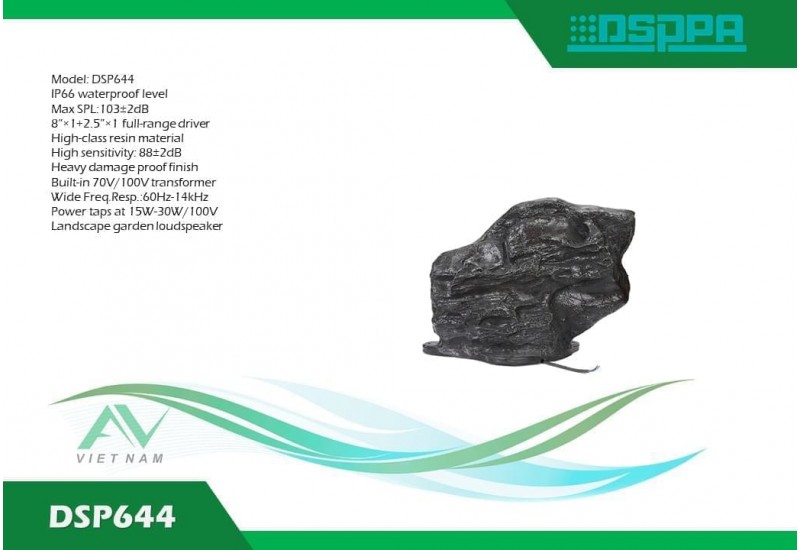 DSPPA
Model: DSP644
IP66 waterproof level
Max SPL:103±2dB
8"×1+2.5"×1 full-range driver
High-class resin material
High sensitivity: 88±2dB
Heavy damage proof finish
Built-in 70V/100V transformer
Wide Freq.Resp.:60Hz-14kHz
Power taps at 15W-30W/100V
Landscape garden loudspeaker
AV
VIETNAM
DSP644